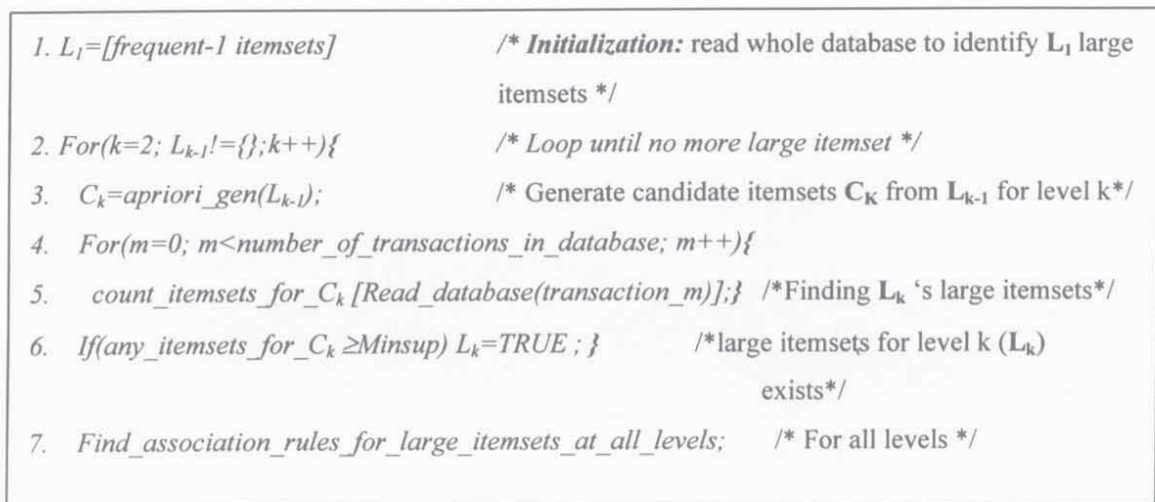 1. L1=[frequent-1 itemsets] /* Initialization: read whole database to identify L1 large
itemsets */
2. For(k=2; Lk-1!={};k++){ /* Loop until no more large itemset */
3. Ck=apriori_gen(Lk-1); /* Generate candidate itemsets CK from Lk-1 for level k*/
4. For(m=0; m<number_of_transactions_in_database; m++){
5. count_itemsets_for_Ck [Read_database(transaction_m)];} /*Finding Lk 's large itemsets*/
6. If(any_itemsets_for_Ck ≥Minsup) Lk=TRUE ; } /*large itemsets for level k (Lk)
exists*/
7. Find_association_rules_for_large_itemsets_at_all_levels; /* For all levels */